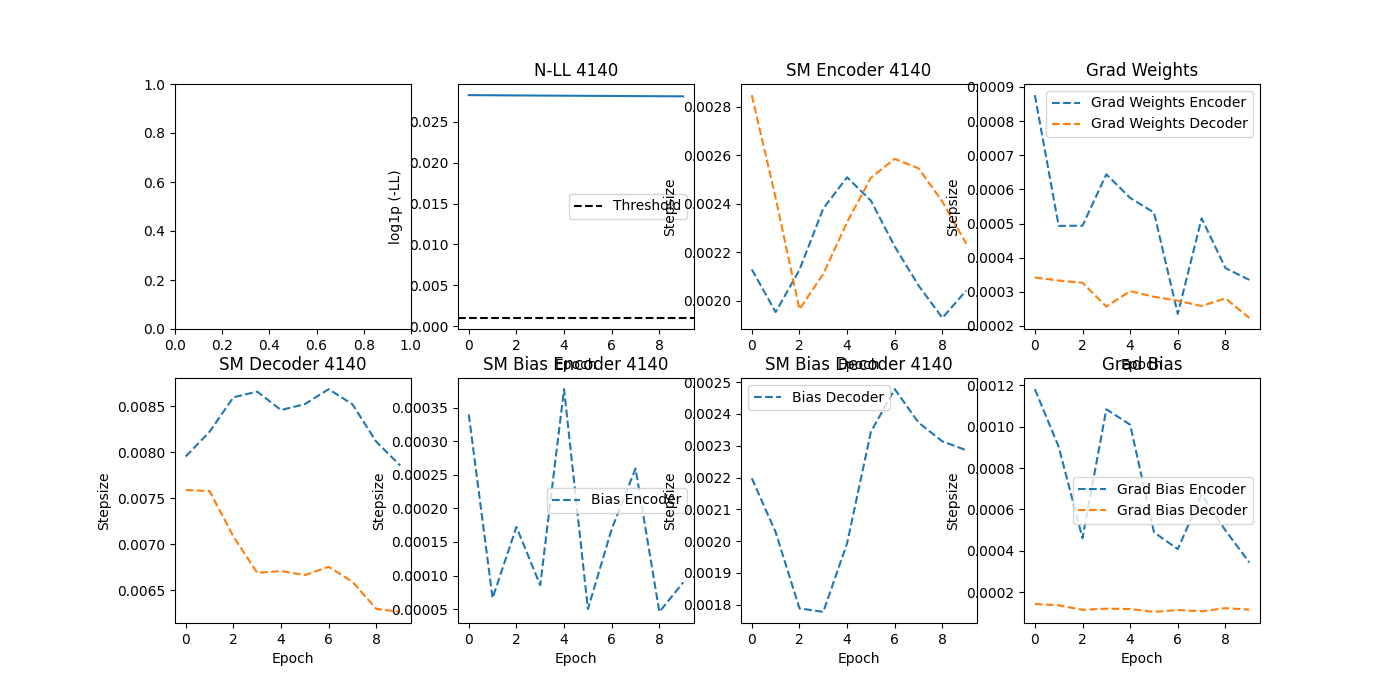 N-LL 4140
SM Encoder 4140
Grad Weights
1.0
0.8
0.6
0.4
0.2
0.0
0.0 0.2 0.4 0.6 0.8 1.0
log1p (-LL)
0.025
0.020
0.015
0.010
0.005
0.000
Threshold
0 2 4 6 8
Epoch
Stepsize
0.0028
0.0026
0.0024
0.0022
0.0020
0 2 4 6 8
Epoch
Stepsize
0.0009
0.0008
0.0007
0.0006
0.0005
0.0004
0.0003
0.0002
Grad Weights Encoder
Grad Weights Decoder
0 2 4 6 8
Epoch
SM Decoder 4140
SM Bias Encoder 4140
SM Bias Decoder 4140
Grad Bias
Stepsize
0.0085
0.0080
0.0075
0.0070
0.0065
0 2 4 6 8
Epoch
Stepsize
0.00035
0.00030
0.00025
0.00020
0.00015
0.00010
0.00005
Bias Encoder
0 2 4 6 8
Epoch
Stepsize
0.0025
0.0024
0.0023
0.0022
0.0021
0.0020
0.0019
0.0018
Bias Decoder
0 2 4 6 8
Epoch
Stepsize
0.0012
0.0010
0.0008
0.0006
0.0004
0.0002
Grad Bias Encoder
Grad Bias Decoder
0 2 4 6 8
Epoch